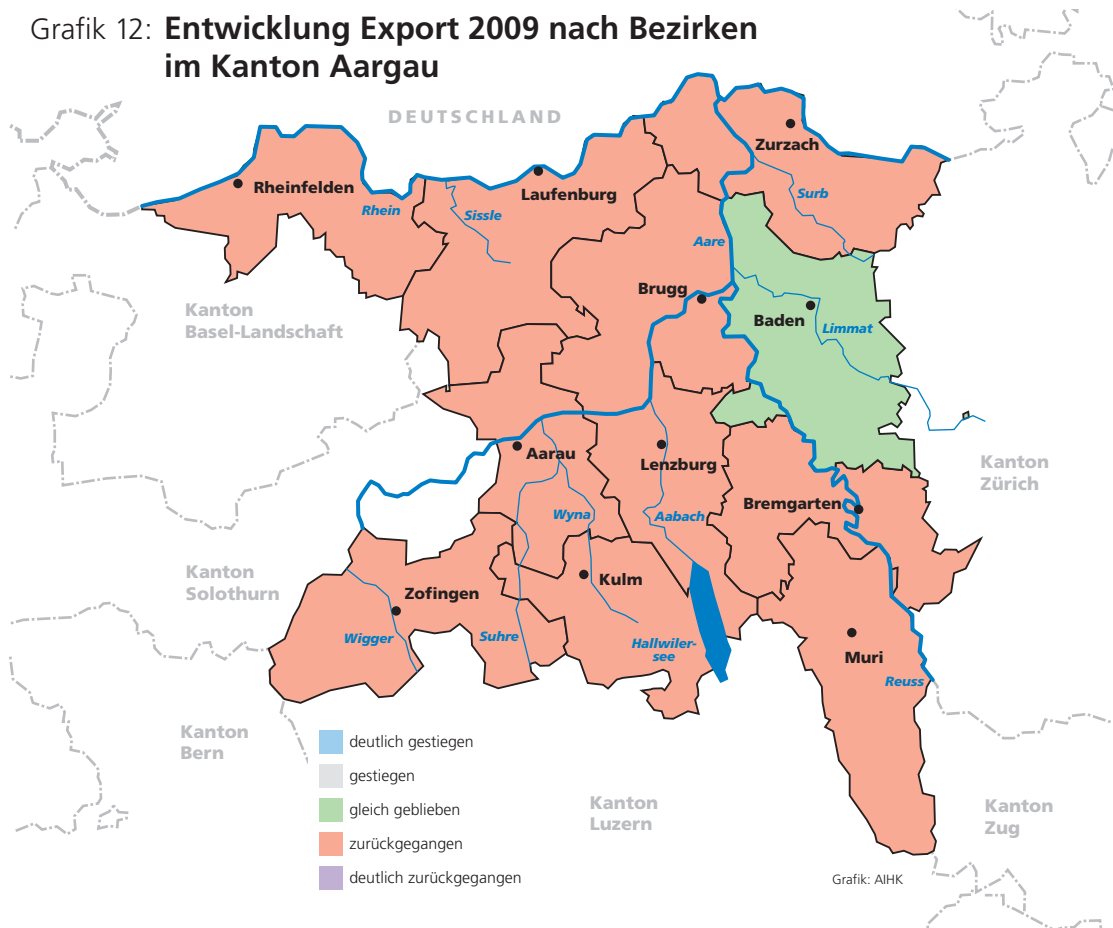 Grafik 12: Entwicklung Export 2009 nach Bezirken
im Kanton Aargau
DEUTSCHLAND
Zurzach
Rheinfelden
Laufenburg
Rhein
Sissle
Surb
Aare
Brugg
Baden
Limmat
Kanton
Basel-Landschaft
Aarau
Lenzburg
Kanton
Zürich
Bremgarten
Wyna
Aabach
Kanton
Solothurn
Zofingen
Kulm
Wigger
Suhre
Hallwiler-
see
Muri
Reuss
Kanton
Bern
deutlich gestiegen
gestiegen
gleich geblieben
zurückgegangen
deutlich zurückgegangen
Kanton
Luzern
Kanton
Zug
Grafik: AIHK